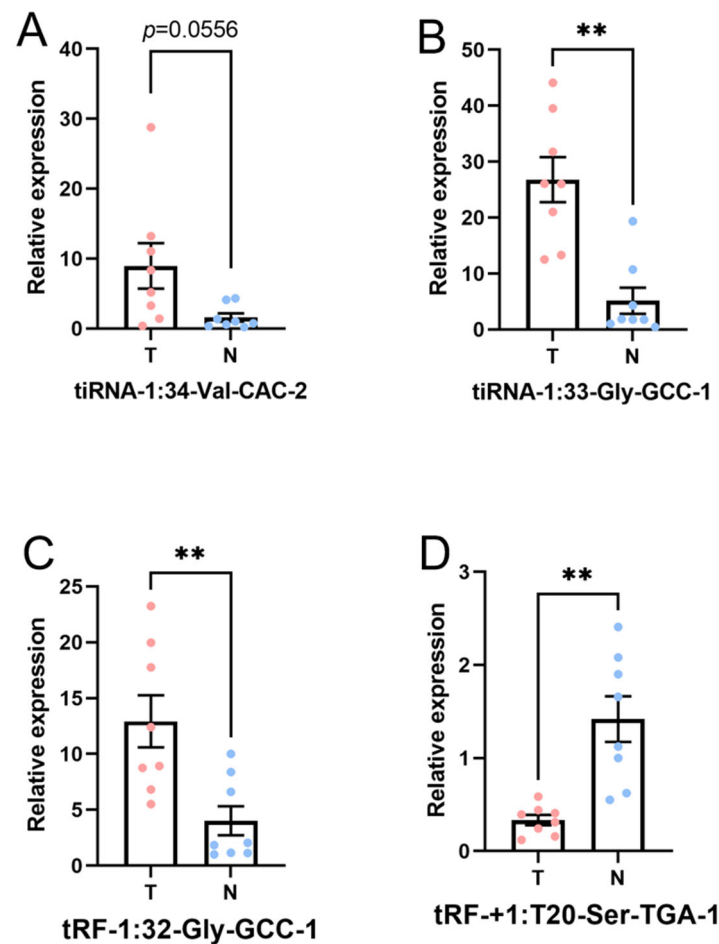 A
p=0.0556
40
30
20
10
0
Relative expression
T
N
tiRNA-1:34-Val-CAC-2
B
**
50
40
30
20
10
0
Relative expression
T
N
tiRNA-1:33-Gly-GCC-1
C
**
25
20
15
10
5
0
Relative expression
T
N
tRF-1:32-Gly-GCC-1
D
**
3
2
1
0
Relative expression
T
N
tRF-+1:T20-Ser-TGA-1